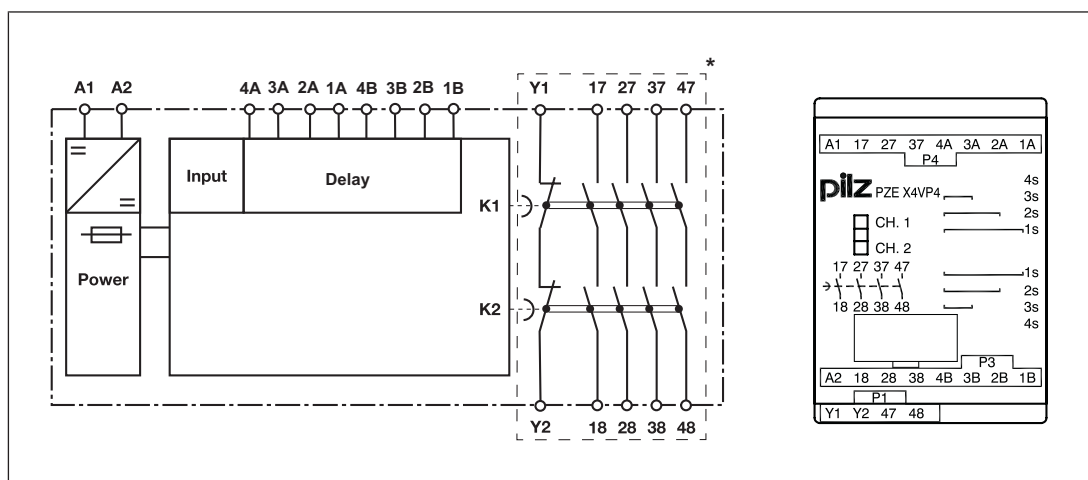 *
A1 A2 4A 3A 2A 1A 4B 3B 2B 1B Y1 17 27 37 47
Input Delay
K1
Power
K2
Y2 18 28 38 48
A1 17 27 37 4A 3A 2A 1A
P4
pilz PZE X4VP4
4s
3s
2s
1s
CH. 1
CH. 2
17 27 37 47
18 28 38 48
1s
2s
3s
4s
P3
A2 18 28 38 4B 3B 2B 1B
P1
Y1 Y2 47 48